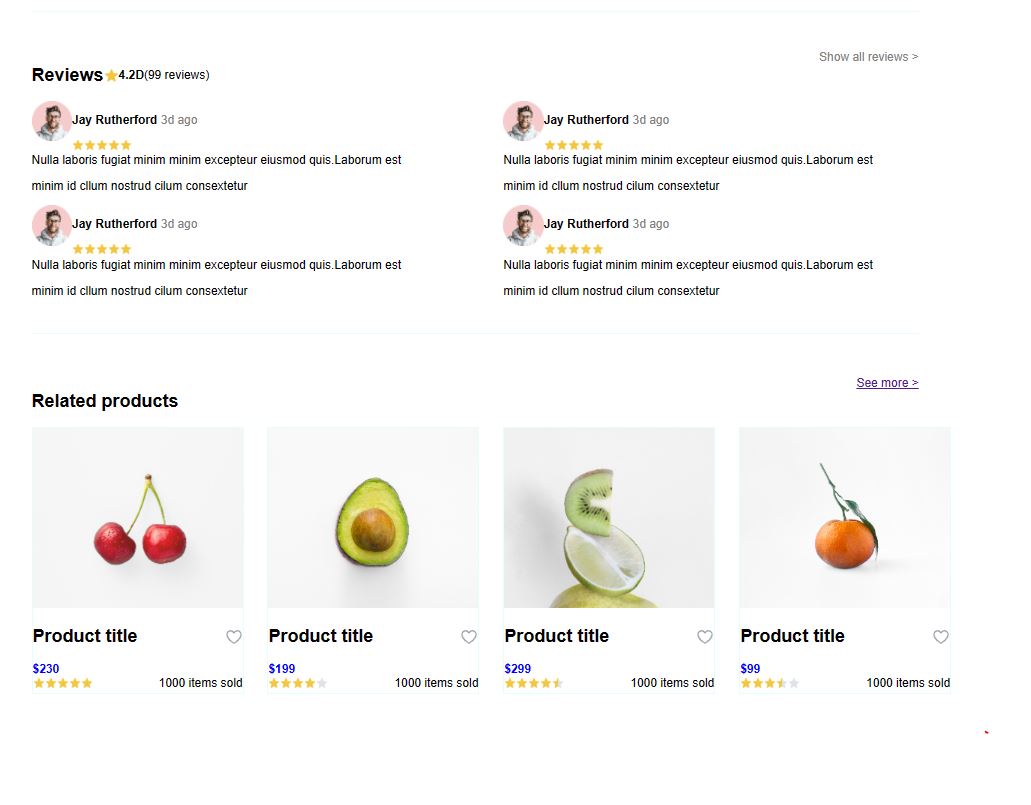 Show all reviews >
Reviews 4.2D(99 reviews)
Jay Rutherford 3d ago
Nulla laboris fugiat minim minim excepteur eiusmod quis.Laborum est
minim id cllum nostrud cilum consextetur
Jay Rutherford 3d ago
Nulla laboris fugiat minim minim excepteur eiusmod quis.Laborum est
minim id cllum nostrud cilum consextetur
Jay Rutherford 3d ago
Nulla laboris fugiat minim minim excepteur eiusmod quis.Laborum est
minim id cllum nostrud cilum consextetur
Jay Rutherford 3d ago
Nulla laboris fugiat minim minim excepteur eiusmod quis.Laborum est
minim id cllum nostrud cilum consextetur
See more >
Related products
Product title
$230
1000 items sold
Product title
$199
1000 items sold
Product title
$299
1000 items sold
Product title
$99
1000 items sold